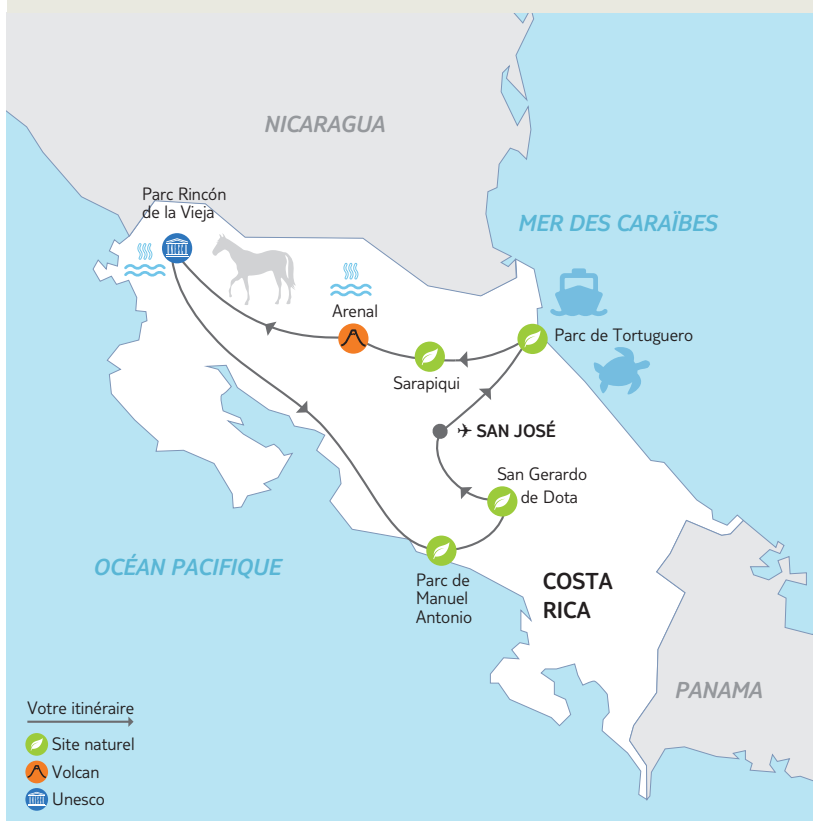 NICARAGUA
Parc Rincón
de la Vieja
MER DES CARAÏBES
Arenal
Parc de Tortuguero
Sarapiqui
SAN JOSÉ
San Gerardo
de Dota
OCÉAN PACIFIQUE
Parc de
Manuel
Antonio
COSTA
RICA
PANAMA
Votre itinéraire
Site naturel
Volcan
Unesco